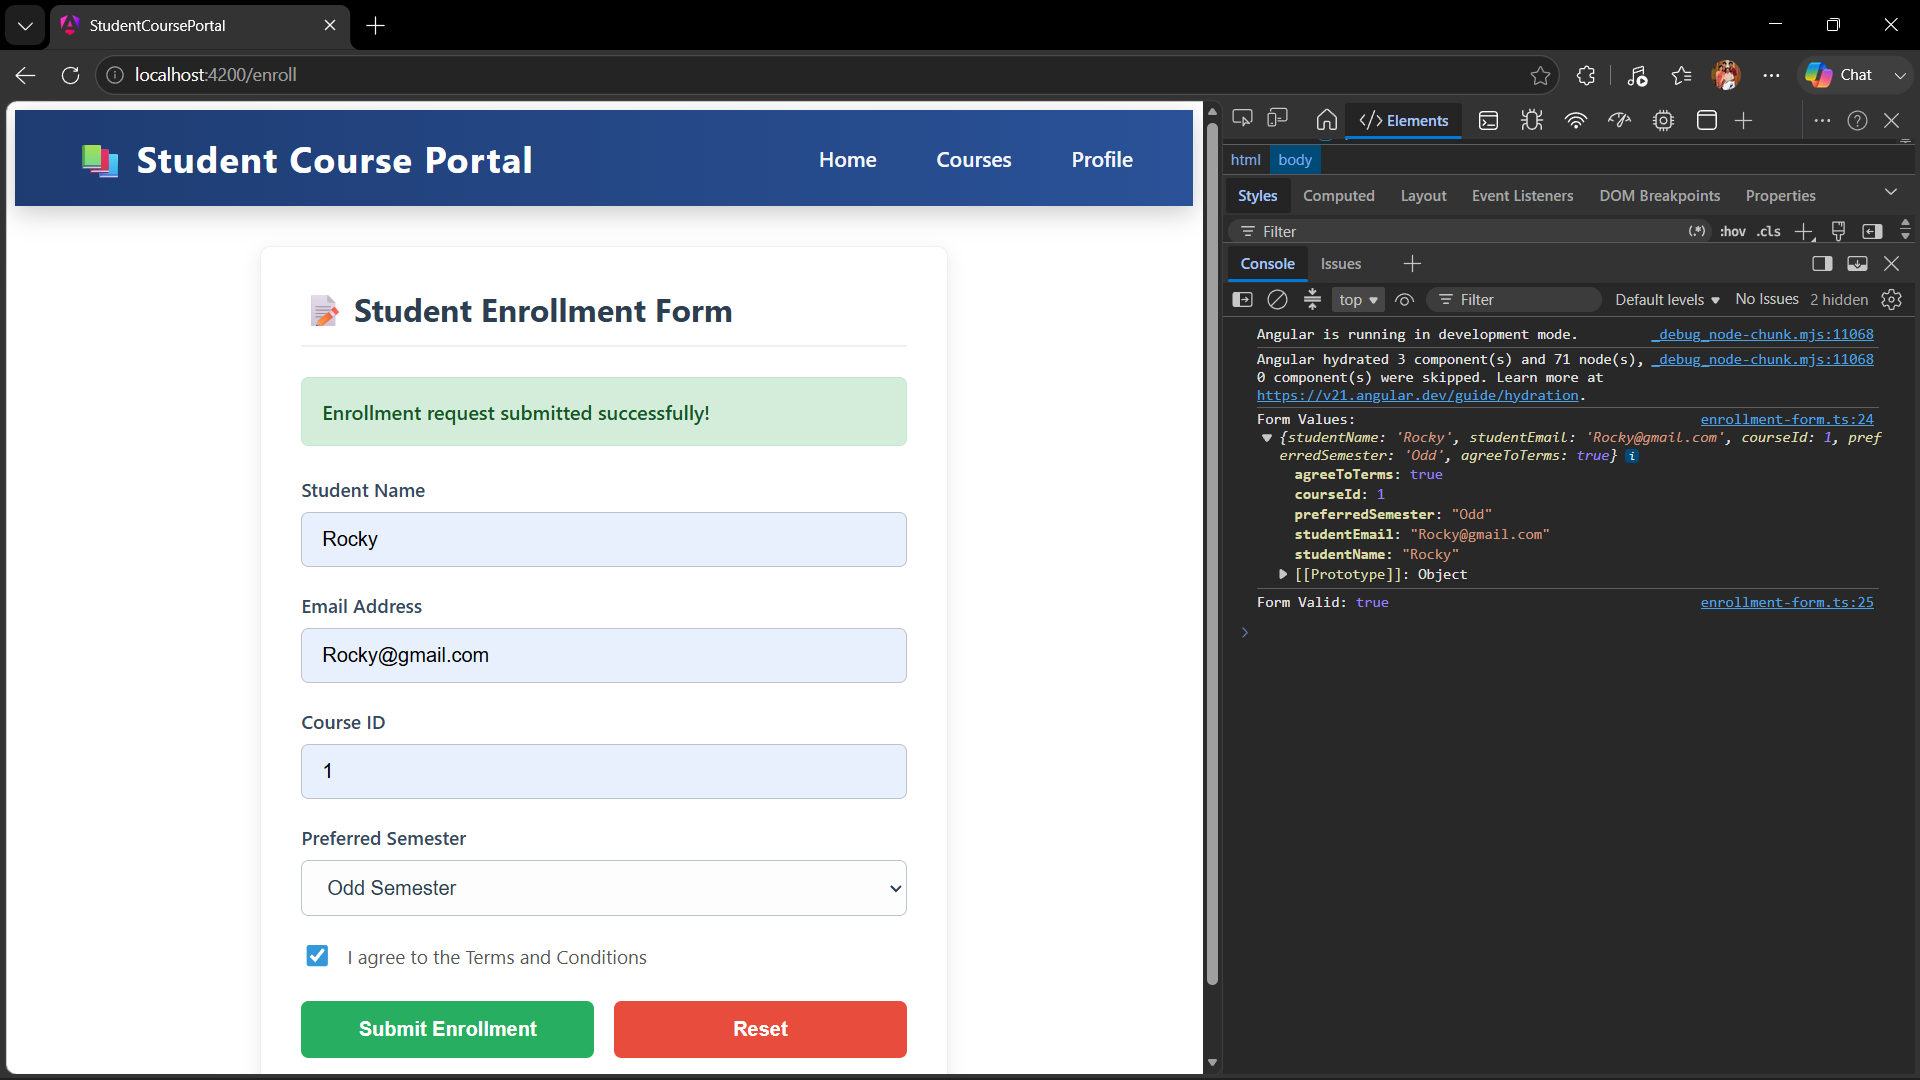 StudentCoursePortal
localhost:4200/enroll
Chat
Student Course Portal
Home
Courses
Profile
Student Enrollment Form
Enrollment request submitted successfully!
Student Name
Rocky
Email Address
Rocky@gmail.com
Course ID
1
Preferred Semester
Odd Semester
I agree to the Terms and Conditions
Submit Enrollment
Reset
Elements
html body
Styles Computed Layout Event Listeners DOM Breakpoints Properties
Filter (.*) :hov .cls
Console Issues
top Filter Default levels No Issues 2 hidden
Angular is running in development mode. _debug_node-chunk.mjs:11068
Angular hydrated 3 component(s) and 71 node(s), _debug_node-chunk.mjs:11068
0 component(s) were skipped. Learn more at
https://v21.angular.dev/guide/hydration.
Form Values: enrollment-form.ts:24
{studentName: 'Rocky', studentEmail: 'Rocky@gmail.com', courseId: 1, pref
erredSemester: 'Odd', agreeToTerms: true} i
agreeToTerms: true
courseId: 1
preferredSemester: "Odd"
studentEmail: "Rocky@gmail.com"
studentName: "Rocky"
[[Prototype]]: Object
Form Valid: true enrollment-form.ts:25